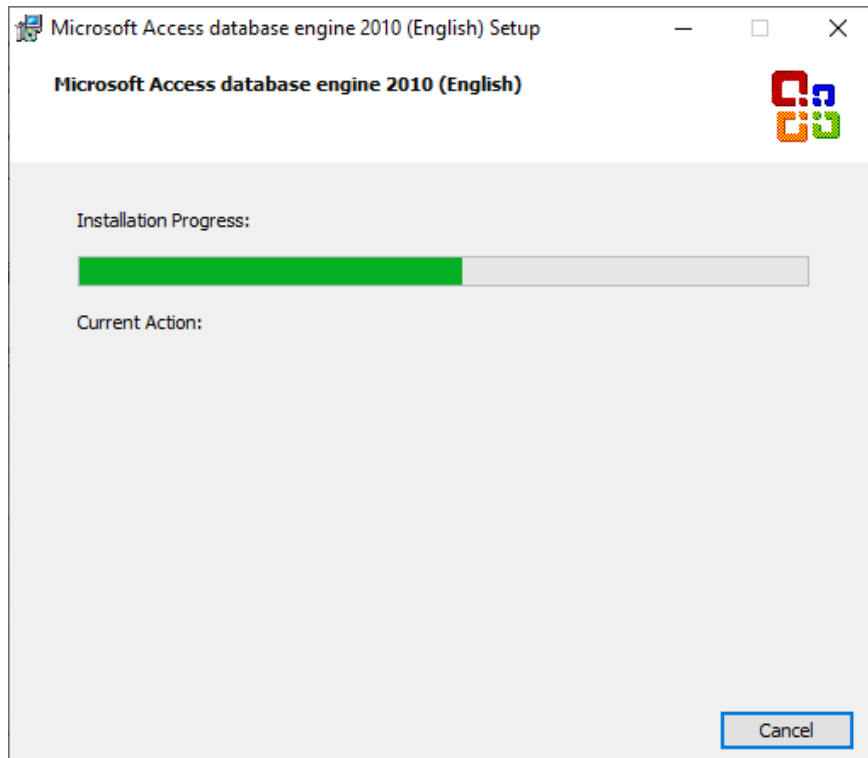 Microsoft Access database engine 2010 (English) Setup
Microsoft Access database engine 2010 (English)
Installation Progress:
Current Action:
Cancel